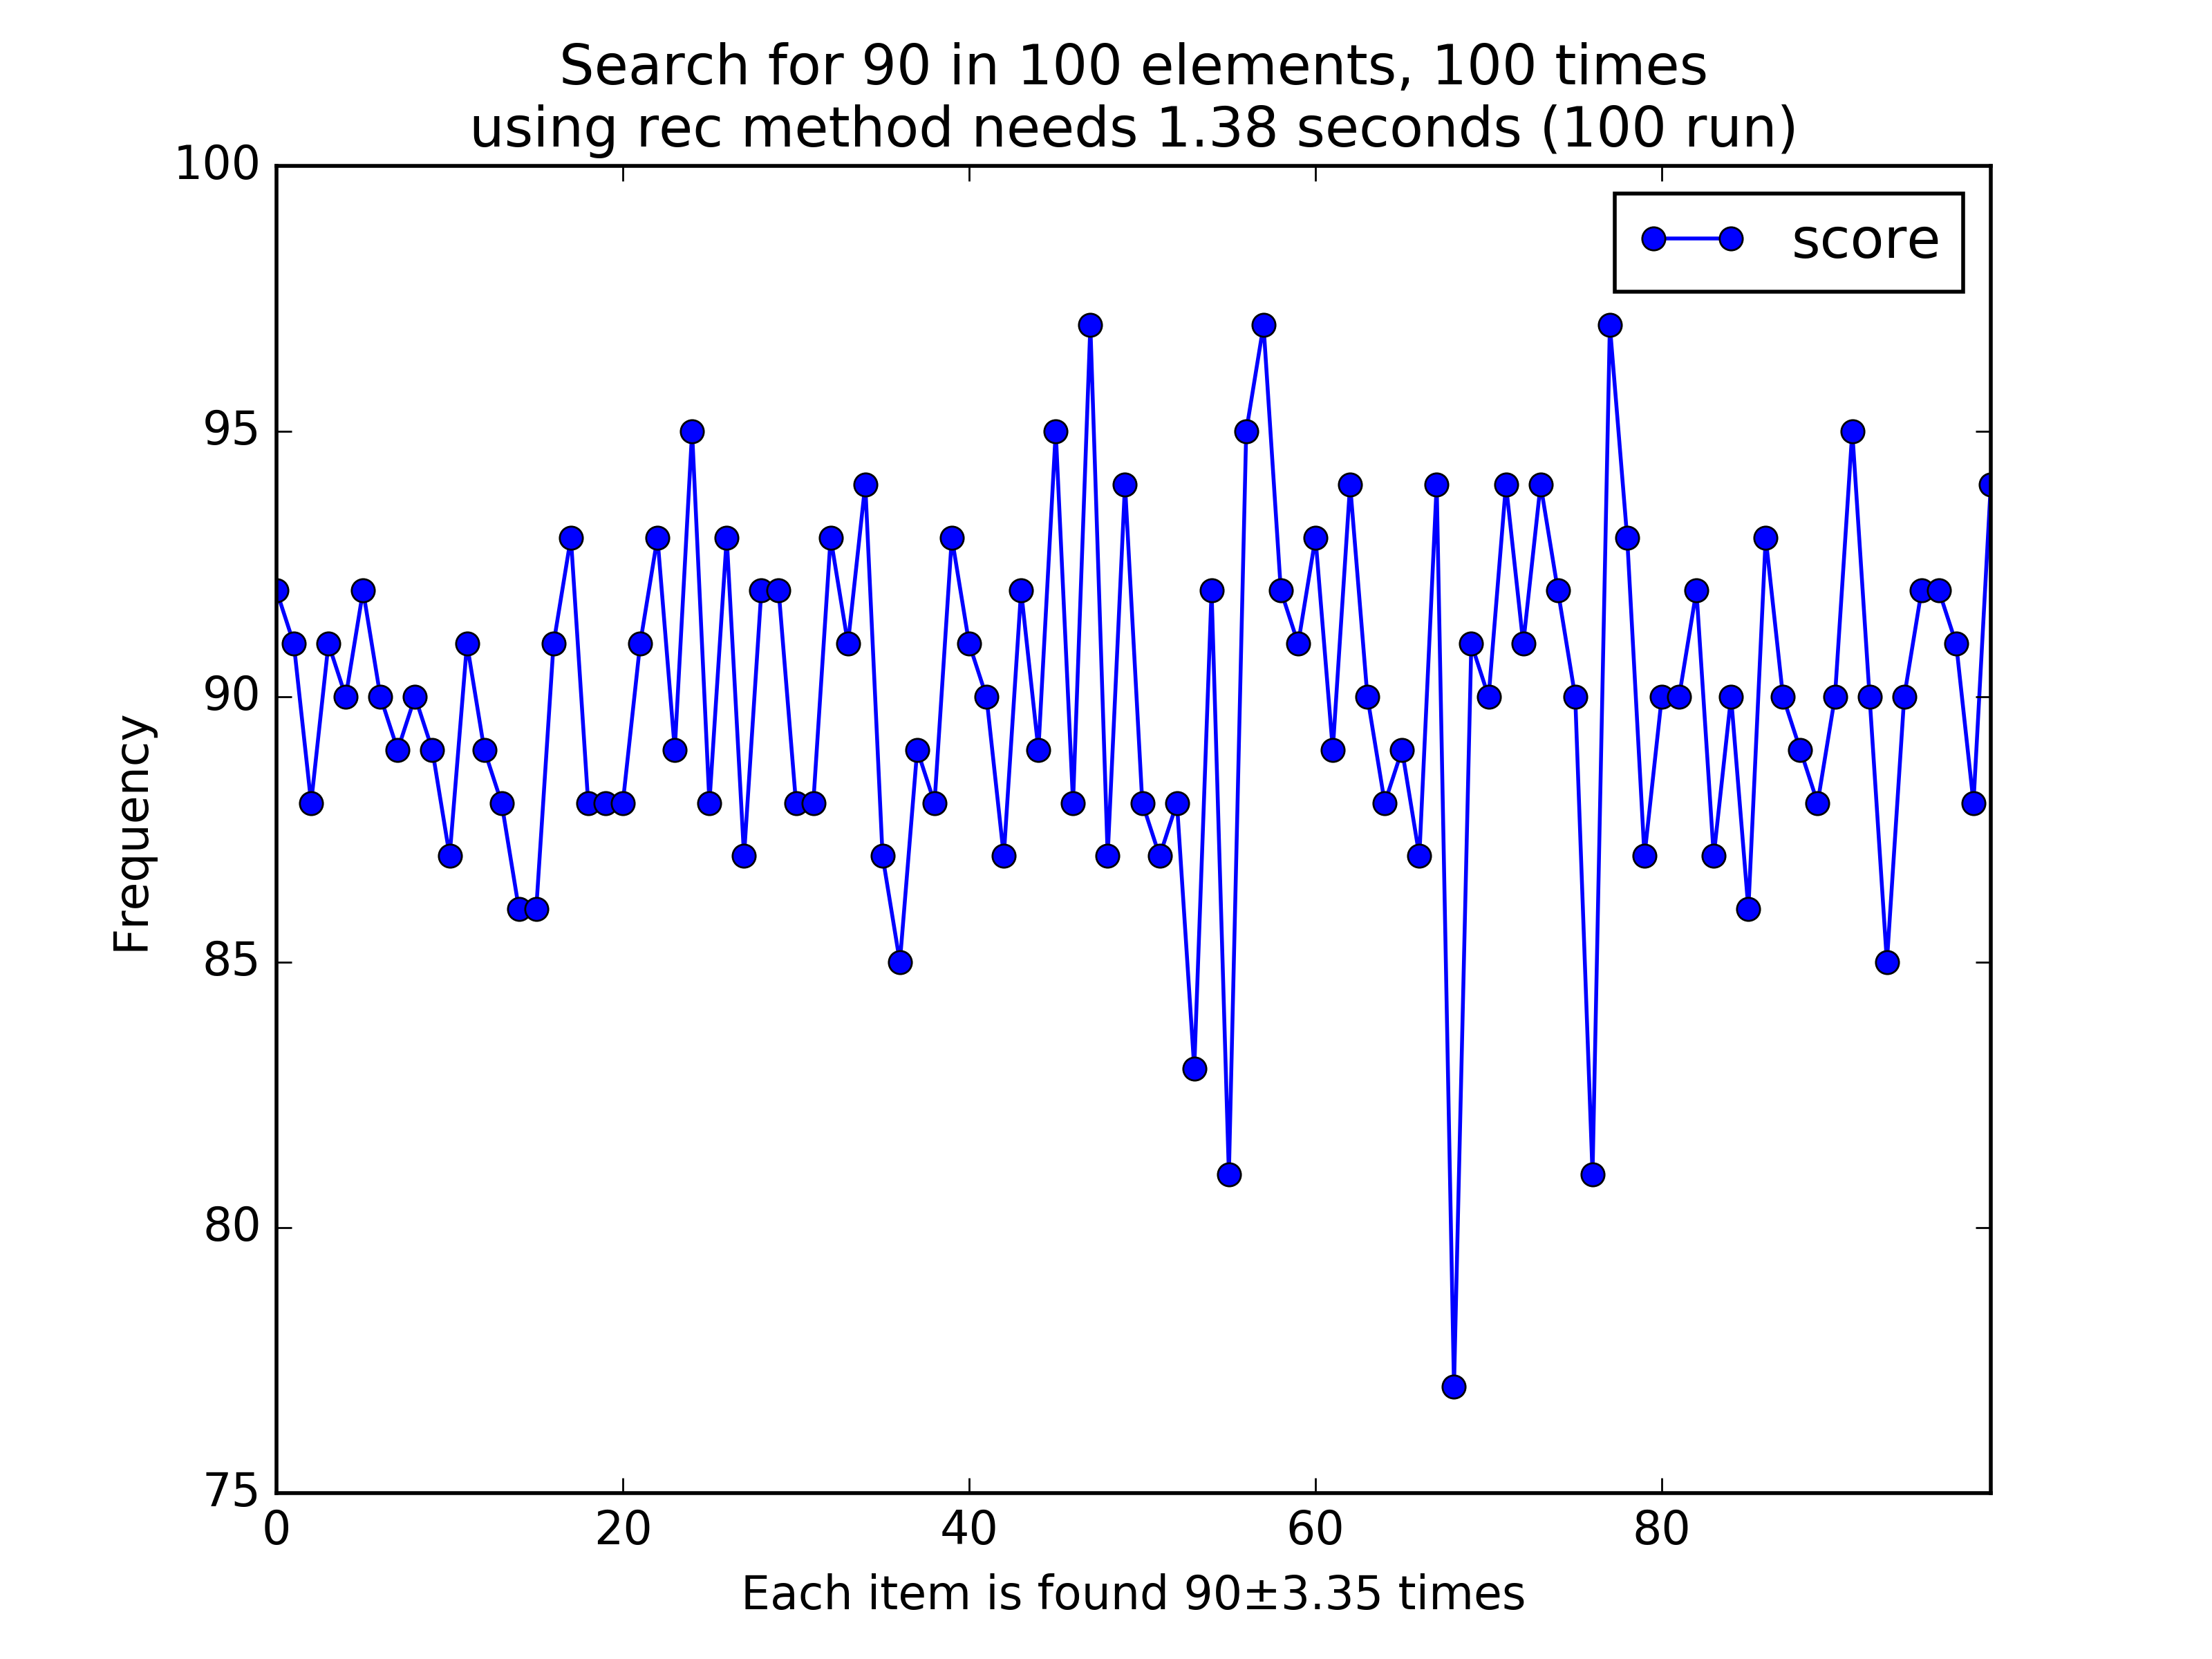 Search for 90 in 100 elements, 100 times
using rec method needs 1.38 seconds (100 run)
100
score
95
90
85
80
75
Frequency
0 20 40 60 80
Each item is found 90±3.35 times